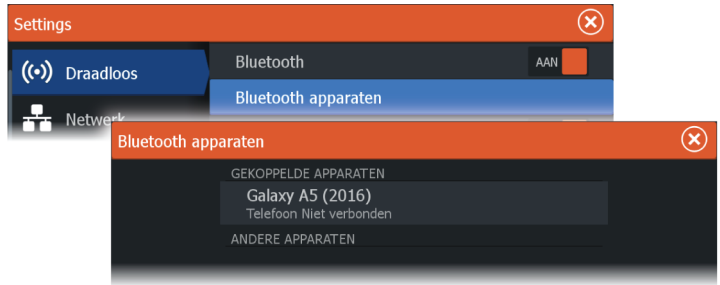 Settings
Draadloos
Bluetooth
AAN
Bluetooth apparaten
Netwerk
Bluetooth apparaten
GEKOPPELDE APPARATEN
Galaxy A5 (2016)
Telefoon Niet verbonden
ANDERE APPARATEN